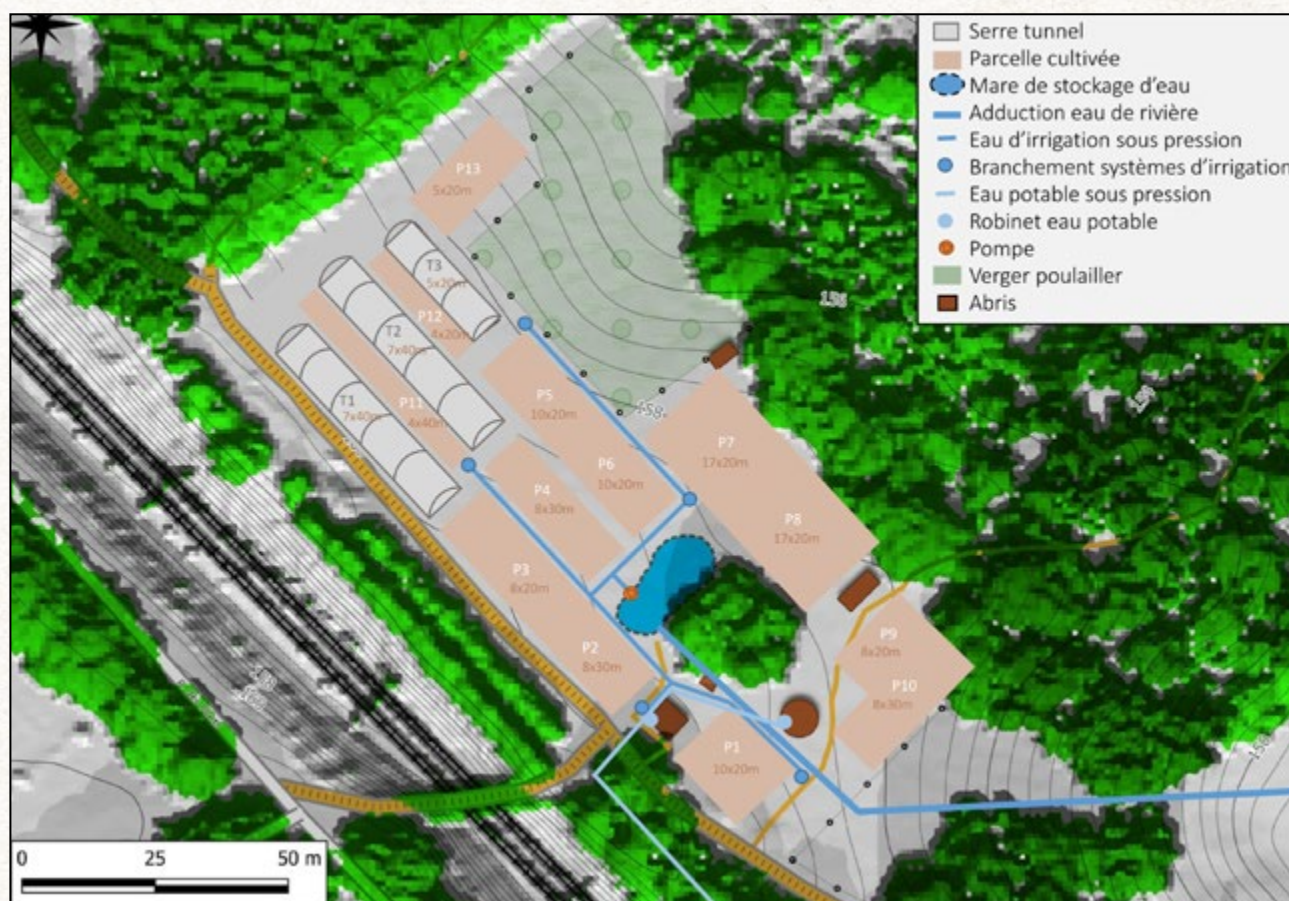 Serre tunnel
Parcelle cultivée
Mare de stockage d'eau
Adduction eau de rivière
Eau d'irrigation sous pression
Branchement systèmes d'irrigation
Eau potable sous pression
Robinet eau potable
Pompe
Verger poulailler
Abris
P13
5x20m
T3
5x20m
P12
4x20m
T2
7x40m
T1
7x40m
P11
4x40m
P5
10x20m
P6
10x20m
P4
8x30m
P3
8x20m
P2
8x30m
P7
17x20m
P8
17x20m
P9
8x20m
P10
8x30m
P1
10x20m
158
0 25 50 m